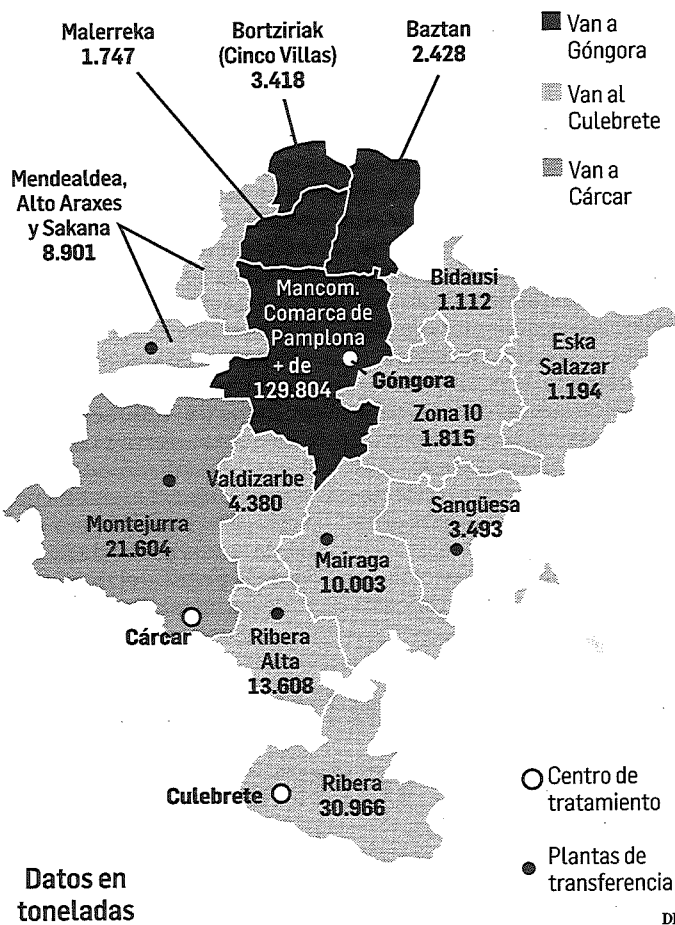 Malerreka
1.747
Bortziriak
(Cinco Villas)
3.418
Baztan
2.428
Van a
Góngora
Van al
Culebrete
Van a
Cárcar
Mendealdea,
Alto Araxes
y Sakana
8.901
Mancom.
Comarca de
Pamplona
+ de
129.804
Góngora
Bidausi
1.112
Eska
Salazar
1.194
Zona 10
1.815
Valdizarbe
4.380
Sangüesa
3.493
Montejurra
21.604
Mairaga
10.003
Cárcar
Ribera
Alta
13.608
Culebrete
Ribera
30.966
Centro de
tratamiento
Plantas de
transferencia
Datos en
toneladas